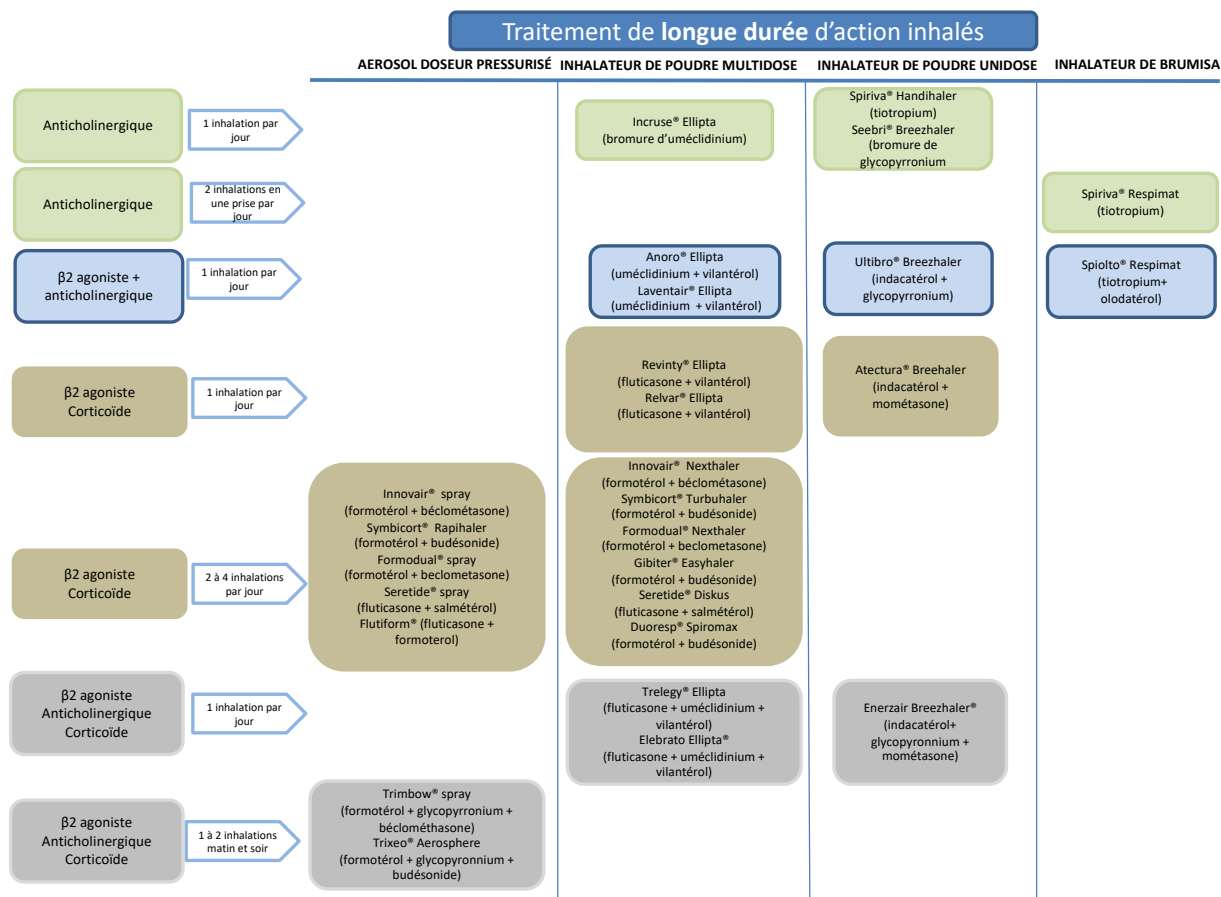 Traitement de longue durée d'action inhalés
AEROSOL DOSEUR PRESSURISÉ
INHALATEUR DE POUDRE MULTIDOSE
INHALATEUR DE POUDRE UNIDOSE
INHALATEUR DE BRUMISA
Anticholinergique
1 inhalation par
jour
Incruse® Ellipta
(bromure d'uméclidinium)
Spiriva® Handihaler
(tiotropium)
Seebri® Breezhaler
(bromure de
glycopyrronium
Anticholinergique
2 inhalations en
une prise par
jour
Spiriva® Respimat
(tiotropium)
β2 agoniste +
anticholinergique
1 inhalation par
jour
Anoro® Ellipta
(uméclidinium + vilantérol)
Laventair® Ellipta
(uméclidinium + vilantérol)
Ultibro® Breezhaler
(indacatérol +
glycopyrronium)
Spiolto® Respimat
(tiotropium+
olodatérol)
β2 agoniste
Corticoïde
1 inhalation par
jour
Revinty® Ellipta
(fluticasone + vilantérol)
Relvar® Ellipta
(fluticasone + vilantérol)
Atectura® Breehaler
(indacatérol +
mométasone)
β2 agoniste
Corticoïde
2 à 4 inhalations
par jour
Innovair® spray
(formotérol + béclométasone)
Symbicort® Rapihaler
(formotérol + budésonide)
Formodual® spray
(formotérol + beclometasone)
Seretide® spray
(fluticasone + salmétérol)
Flutiform® (fluticasone +
formoterol)
Innovair® Nexthaler
(formotérol + béclométasone)
Symbicort® Turbuhaler
(formotérol + budésonide)
Formodual® Nexthaler
(formotérol + beclometasone)
Gibiter® Easyhaler
(formotérol + budésonide)
Seretide® Diskus
(fluticasone + salmétérol)
Duoresp® Spiromax
(formotérol + budésonide)
β2 agoniste
Anticholinergique
Corticoïde
1 inhalation par
jour
Trelegy® Ellipta
(fluticasone + uméclidinium +
vilantérol)
Elebrato Ellipta®
(fluticasone + uméclidinium +
vilantérol)
Enerzair Breezhaler®
(indacatérol+
glycopyronnium +
mométasone)
β2 agoniste
Anticholinergique
Corticoïde
1 à 2 inhalations
matin et soir
Trimbow® spray
(formotérol + glycopyrronium +
béclométhasone)
Trixeo® Aerosphere
(formotérol + glycopyronnium +
budésonide)